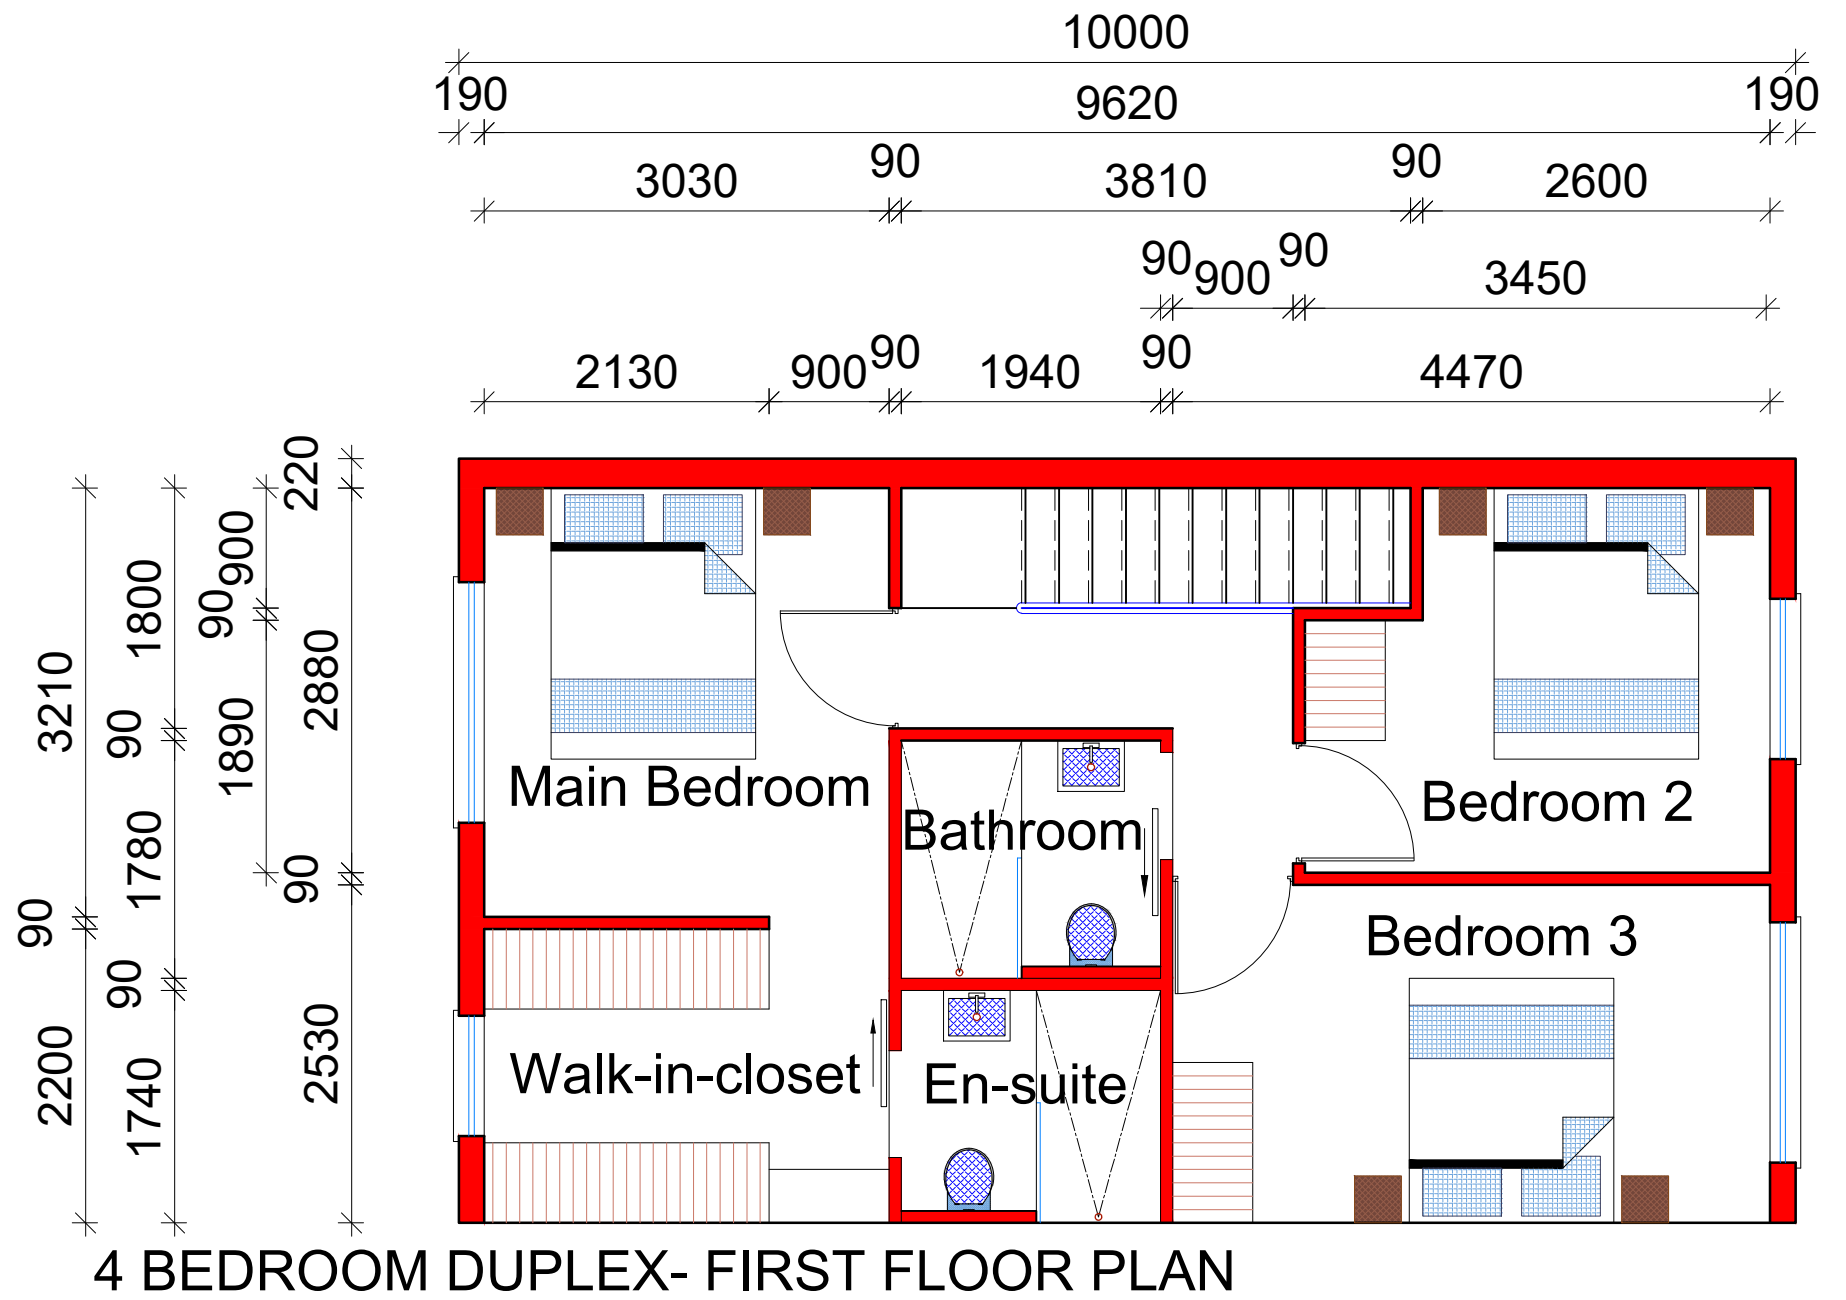 10000
190 9620 190
3030 90 3810 90 2600
90 900 90 3450
2130 900 90 1940 90 4470
220
900
1800
90
2880
3210
90
1890
90
1780
90
90
2530
2200
1740
Main Bedroom
Bedroom 2
Bathroom
Bedroom 3
Walk-in-closet
En-suite
4 BEDROOM DUPLEX- FIRST FLOOR PLAN